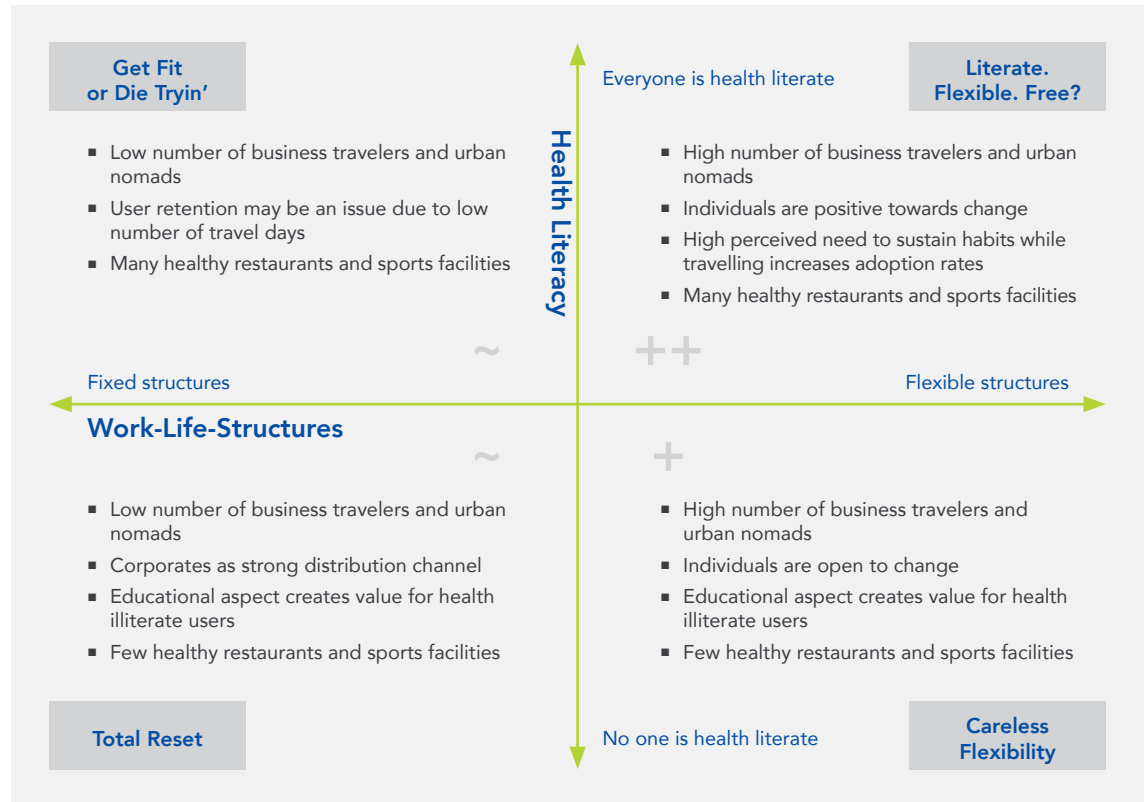 Get Fit
or Die Tryin’
Everyone is health literate
Literate.
Flexible. Free?
Health Literacy
▪ Low number of business travelers and urban
nomads
▪ User retention may be an issue due to low
number of travel days
▪ Many healthy restaurants and sports facilities
▪ High number of business travelers and urban
nomads
▪ Individuals are positive towards change
▪ High perceived need to sustain habits while
travelling increases adoption rates
▪ Many healthy restaurants and sports facilities
~
++
Fixed structures
Flexible structures
Work-Life-Structures
~
+
▪ Low number of business travelers and urban
nomads
▪ Corporates as strong distribution channel
▪ Educational aspect creates value for health
illiterate users
▪ Few healthy restaurants and sports facilities
▪ High number of business travelers and
urban nomads
▪ Individuals are open to change
▪ Educational aspect creates value for health
illiterate users
▪ Few healthy restaurants and sports facilities
Total Reset
No one is health literate
Careless
Flexibility